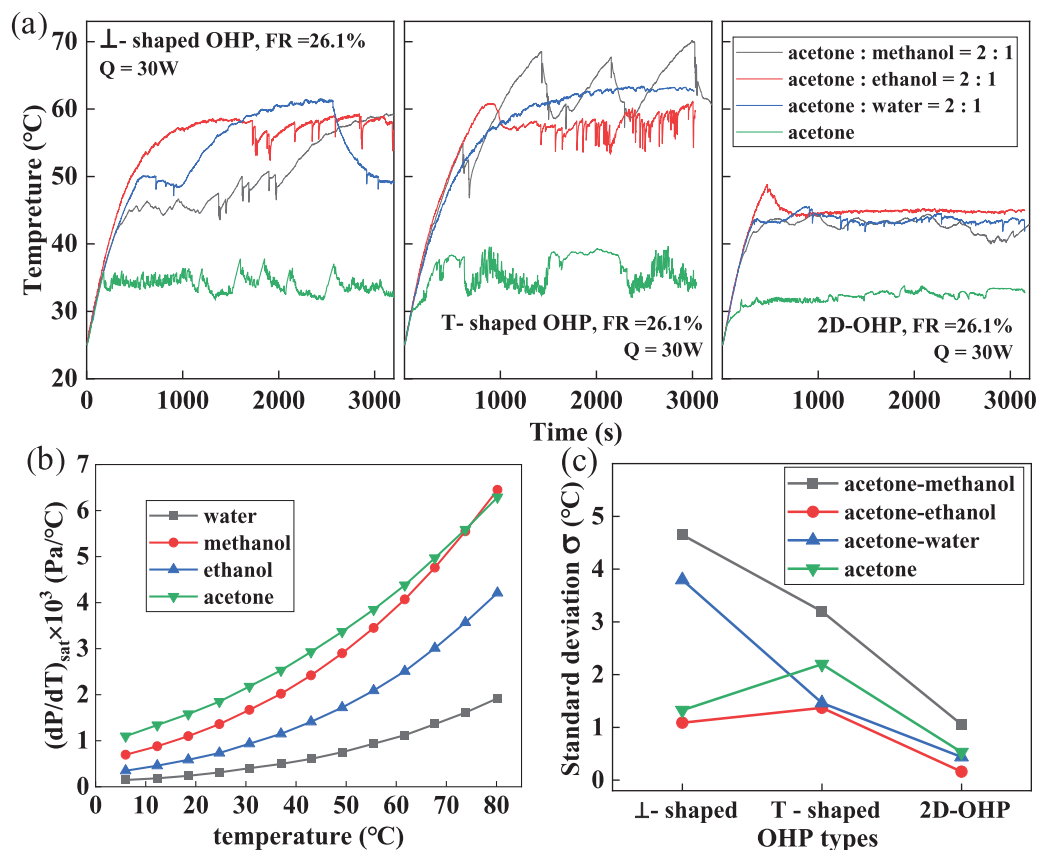 (a)
⊥- shaped OHP, FR =26.1%
Q = 30W
T- shaped OHP, FR =26.1%
Q = 30W
acetone : methanol = 2 : 1
acetone : ethanol = 2 : 1
acetone : water = 2 : 1
acetone
2D-OHP, FR =26.1%
Q = 30W
Tempreture (℃)
70
60
50
40
30
20
0 1000 2000 3000
0 1000 2000 3000
0 1000 2000 3000
Time (s)
(b)
(dP/dT)sat×10³ (Pa/℃)
7
6
5
4
3
2
1
0
water
methanol
ethanol
acetone
0 10 20 30 40 50 60 70 80
temperature (℃)
(c)
Standard deviation σ (℃)
5
4
3
2
1
0
acetone-methanol
acetone-ethanol
acetone-water
acetone
⊥- shaped T - shaped 2D-OHP
OHP types